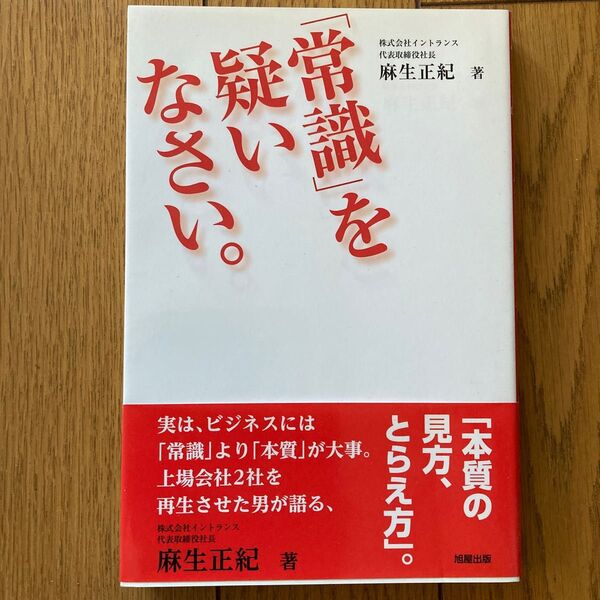 「常識」を
疑い
なさい。
株式会社イントランス
代表取締役社長
麻生正紀 著
「本質の
見方、
とらえ方」。
実は、ビジネスには
「常識」より「本質」が大事。
上場会社2社を
再生させた男が語る、
株式会社イントランス
代表取締役社長
麻生正紀 著
旭屋出版